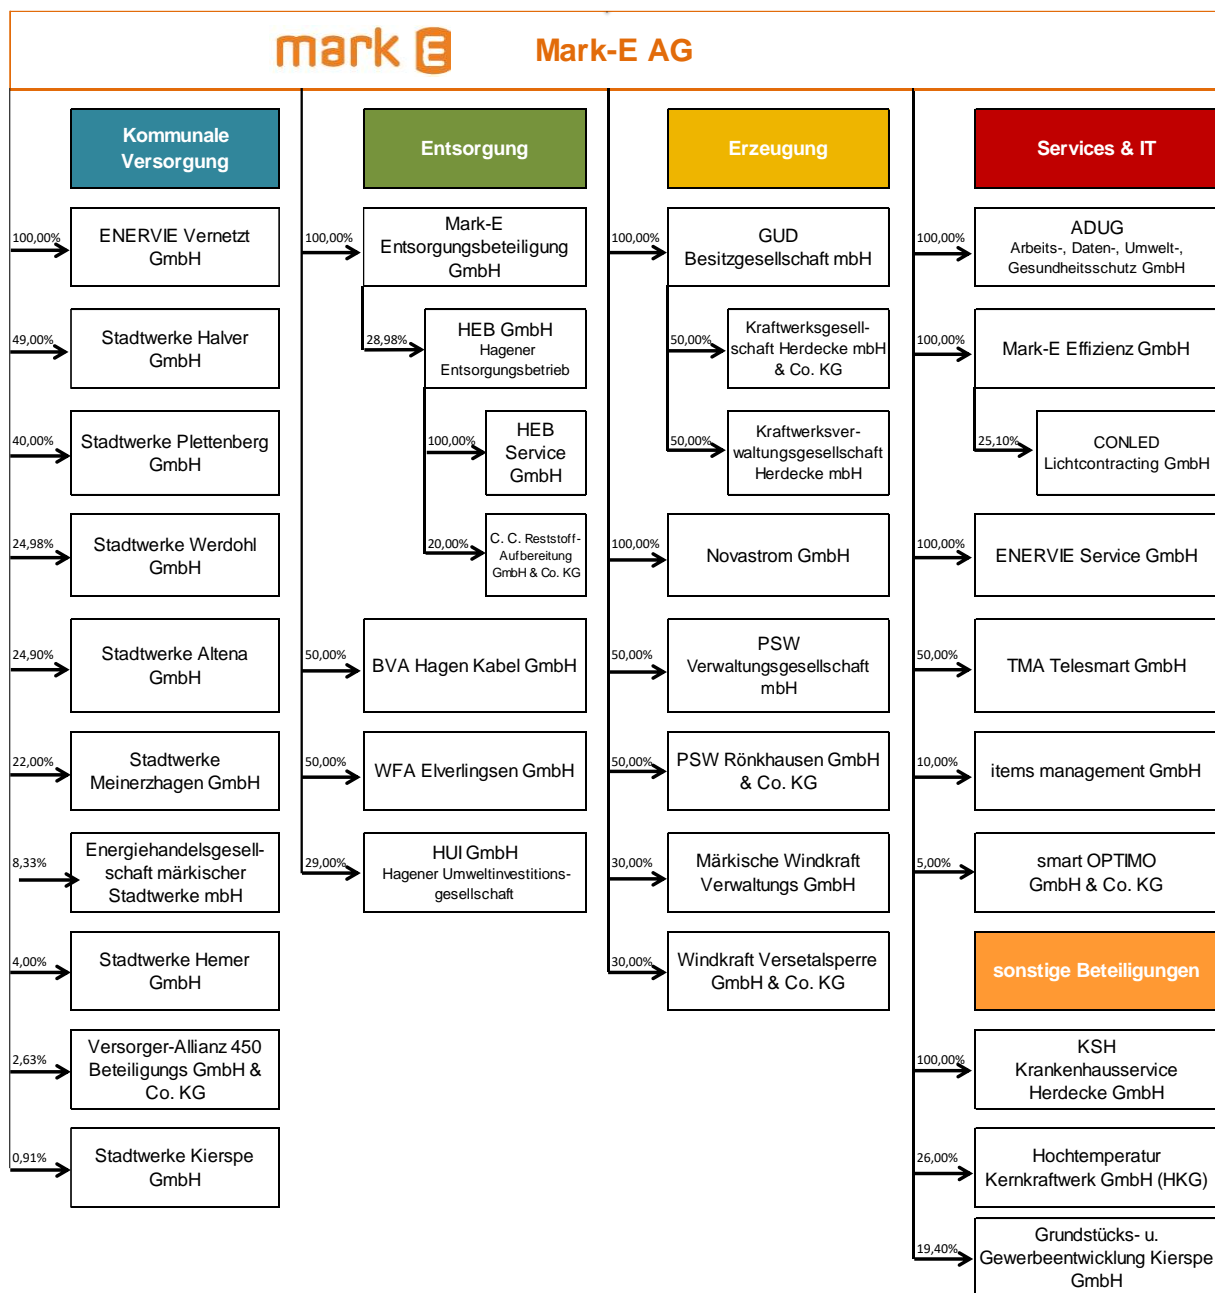 mark E
Mark-E AG
Kommunale
Versorgung
100,00%
ENERVIE Vernetzt
GmbH
49,00%
Stadtwerke Halver
GmbH
40,00%
Stadtwerke Plettenberg
GmbH
24,98%
Stadtwerke Werdohl
GmbH
24,90%
Stadtwerke Altena
GmbH
22,00%
Stadtwerke
Meinerzhagen GmbH
8,33%
Energiehandelsgesell-
schaft märkischer
Stadtwerke mbH
4,00%
Stadtwerke Hemer
GmbH
2,63%
Versorger-Allianz 450
Beteiligungs GmbH &
Co. KG
0,91%
Stadtwerke Kierspe
GmbH
Entsorgung
100,00%
Mark-E
Entsorgungsbeteiligung
GmbH
28,98%
HEB GmbH
Hagener
Entsorgungsbetrieb
100,00%
HEB
Service
GmbH
20,00%
C. C. Reststoff-
Aufbereitung
GmbH & Co. KG
50,00%
BVA Hagen Kabel GmbH
50,00%
WFA Elverlingsen GmbH
29,00%
HUI GmbH
Hagener Umweltinvestitions-
gesellschaft
Erzeugung
100,00%
GUD
Besitzgesellschaft mbH
50,00%
Kraftwerksgesell-
schaft Herdecke mbH
& Co. KG
50,00%
Kraftwerksver-
waltungsgesellschaft
Herdecke mbH
100,00%
Novastrom GmbH
50,00%
PSW
Verwaltungsgesellschaft
mbH
50,00%
PSW Rönkhausen GmbH
& Co. KG
30,00%
Märkische Windkraft
Verwaltungs GmbH
30,00%
Windkraft Versetalsperre
GmbH & Co. KG
Services & IT
100,00%
ADUG
Arbeits-, Daten-, Umwelt-,
Gesundheitsschutz GmbH
100,00%
Mark-E Effizienz GmbH
25,10%
CONLED
Lichtcontracting GmbH
100,00%
ENERVIE Service GmbH
50,00%
TMA Telesmart GmbH
10,00%
items management GmbH
5,00%
smart OPTIMO
GmbH & Co. KG
sonstige Beteiligungen
100,00%
KSH
Krankenhausservice
Herdecke GmbH
26,00%
Hochtemperatur
Kernkraftwerk GmbH (HKG)
19,40%
Grundstücks- u.
Gewerbeentwicklung Kierspe
GmbH